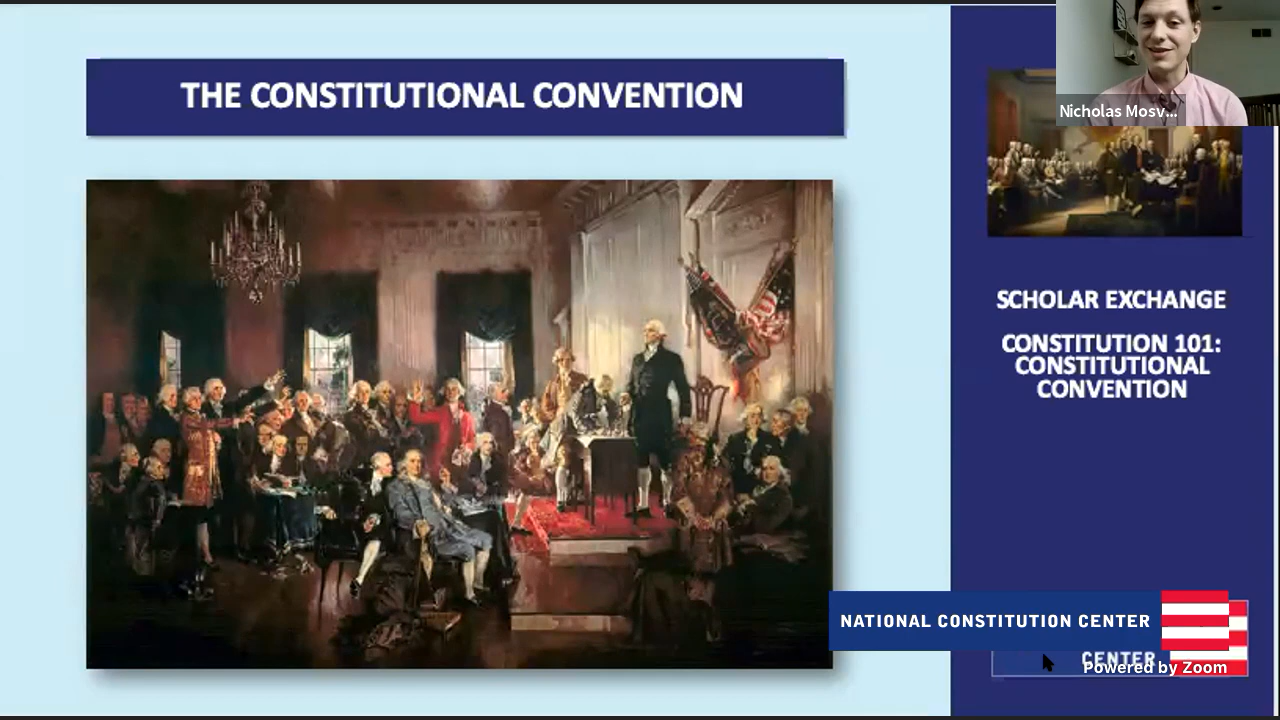 THE CONSTITUTIONAL CONVENTION
Nicholas Mosv...
SCHOLAR EXCHANGE
CONSTITUTION 101:
CONSTITUTIONAL
CONVENTION
NATIONAL CONSTITUTION CENTER
CENTER
Powered by Zoom